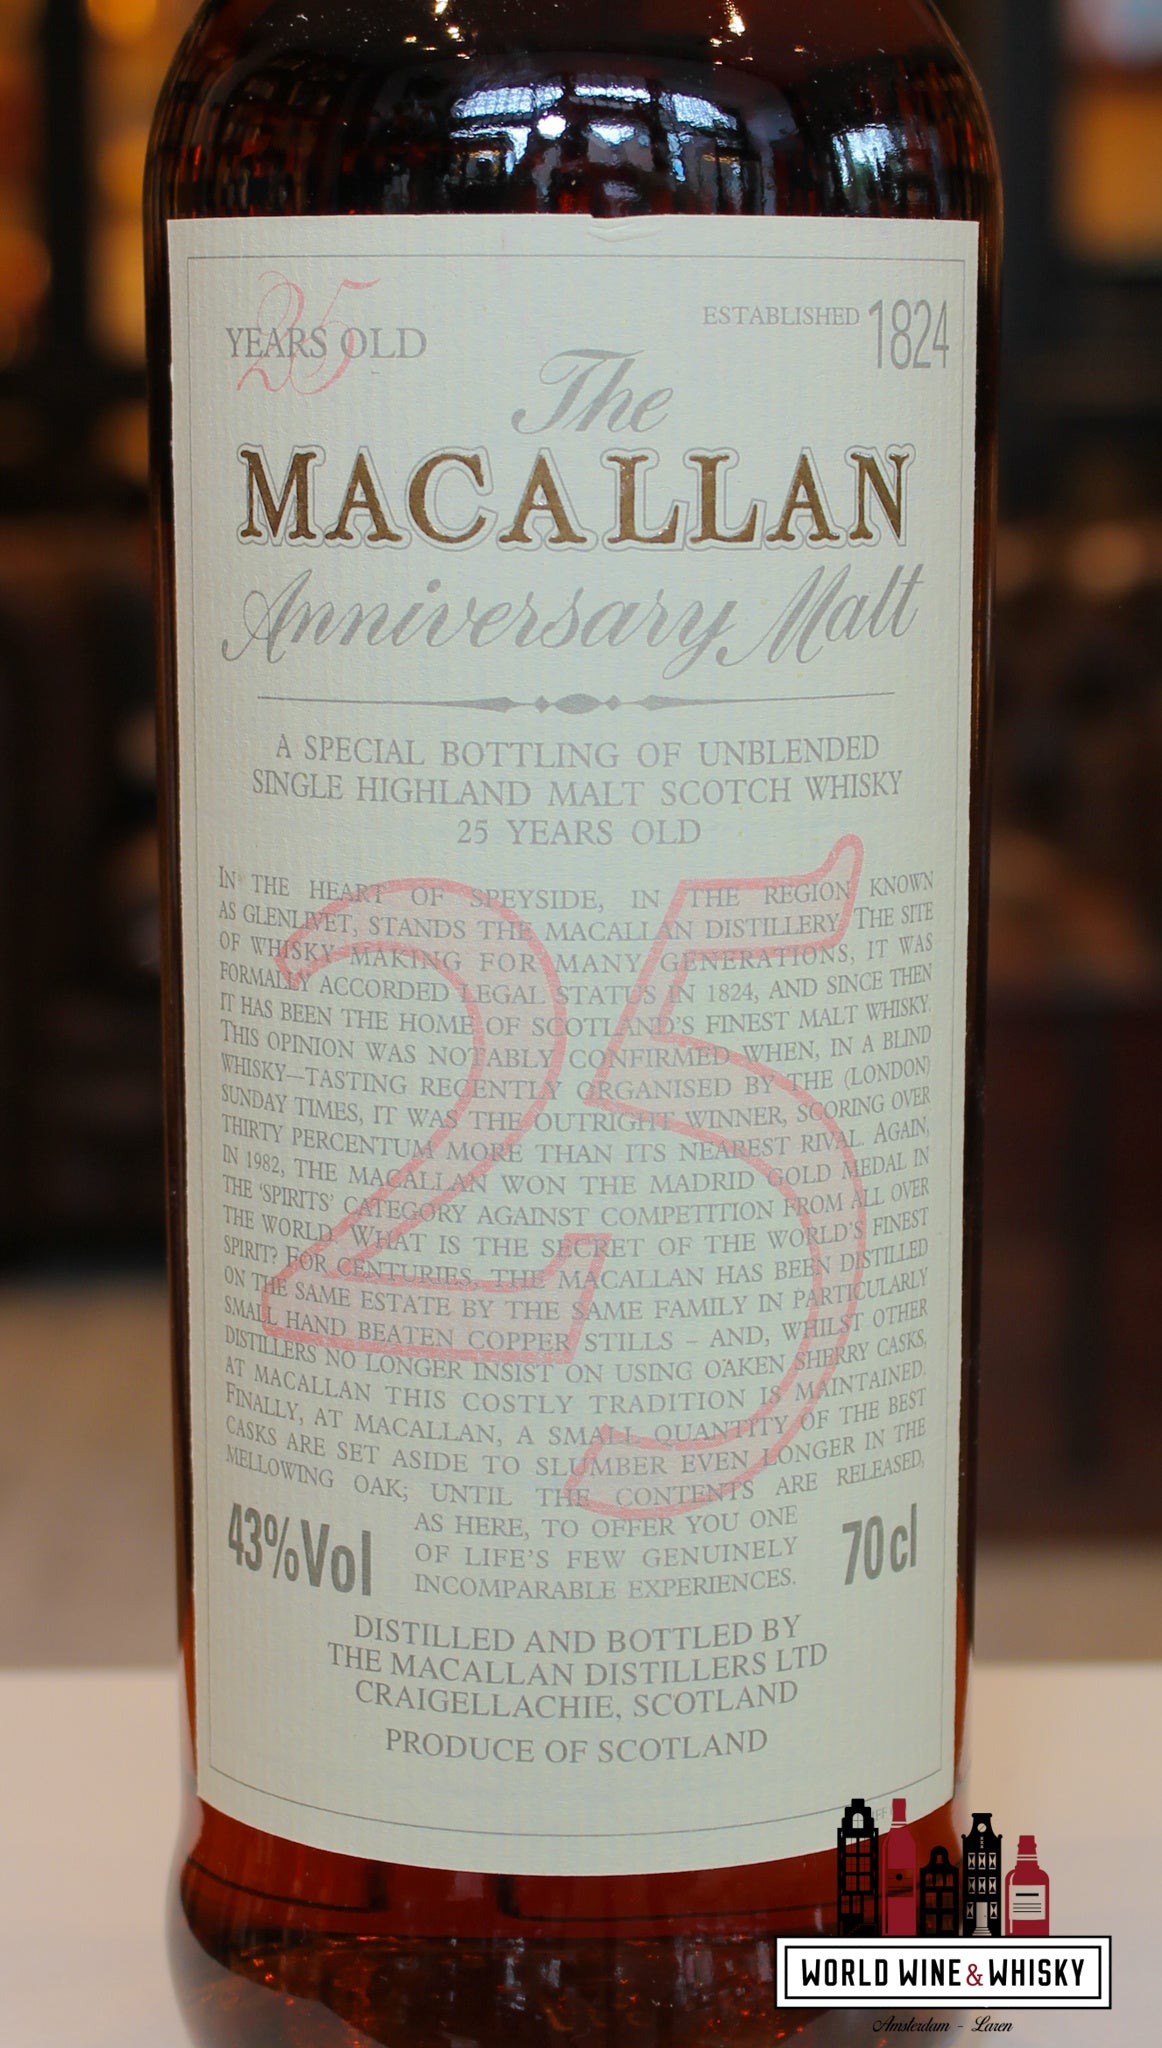 25
YEARS OLD
ESTABLISHED 1824
The
MACALLAN
Anniversary Malt
A SPECIAL BOTTLING OF UNBLENDED
SINGLE HIGHLAND MALT SCOTCH WHISKY
25 YEARS OLD
25
IN THE HEART OF SPEYSIDE, IN THE REGION KNOWN
AS GLENLIVET, STANDS THE MACALLAN DISTILLERY. THE SITE
OF WHISKY MAKING FOR MANY GENERATIONS, IT WAS
FORMALLY ACCORDED LEGAL STATUS IN 1824, AND SINCE THEN
IT HAS BEEN THE HOME OF SCOTLAND'S FINEST MALT WHISKY.
THIS OPINION WAS NOTABLY CONFIRMED WHEN, IN A BLIND
WHISKY–TASTING RECENTLY ORGANISED BY THE (LONDON)
SUNDAY TIMES, IT WAS THE OUTRIGHT WINNER, SCORING OVER
THIRTY PERCENTUM MORE THAN ITS NEAREST RIVAL. AGAIN,
IN 1982, THE MACALLAN WON THE MADRID GOLD MEDAL IN
THE 'SPIRITS' CATEGORY AGAINST COMPETITION FROM ALL OVER
THE WORLD. WHAT IS THE SECRET OF THE WORLD'S FINEST
SPIRIT? FOR CENTURIES, THE MACALLAN HAS BEEN DISTILLED
ON THE SAME ESTATE BY THE SAME FAMILY IN PARTICULARLY
SMALL HAND BEATEN COPPER STILLS – AND, WHILST OTHER
DISTILLERS NO LONGER INSIST ON USING OAKEN SHERRY CASKS,
AT MACALLAN THIS COSTLY TRADITION IS MAINTAINED.
FINALLY, AT MACALLAN, A SMALL QUANTITY OF THE BEST
CASKS ARE SET ASIDE TO SLUMBER EVEN LONGER IN THE
MELLOWING OAK; UNTIL THE CONTENTS ARE RELEASED,
AS HERE, TO OFFER YOU ONE
OF LIFE'S FEW GENUINELY
INCOMPARABLE EXPERIENCES.
43%Vol
70cl
DISTILLED AND BOTTLED BY
THE MACALLAN DISTILLERS LTD
CRAIGELLACHIE, SCOTLAND
PRODUCE OF SCOTLAND
WORLD WINE & WHISKY
Amsterdam - Laren